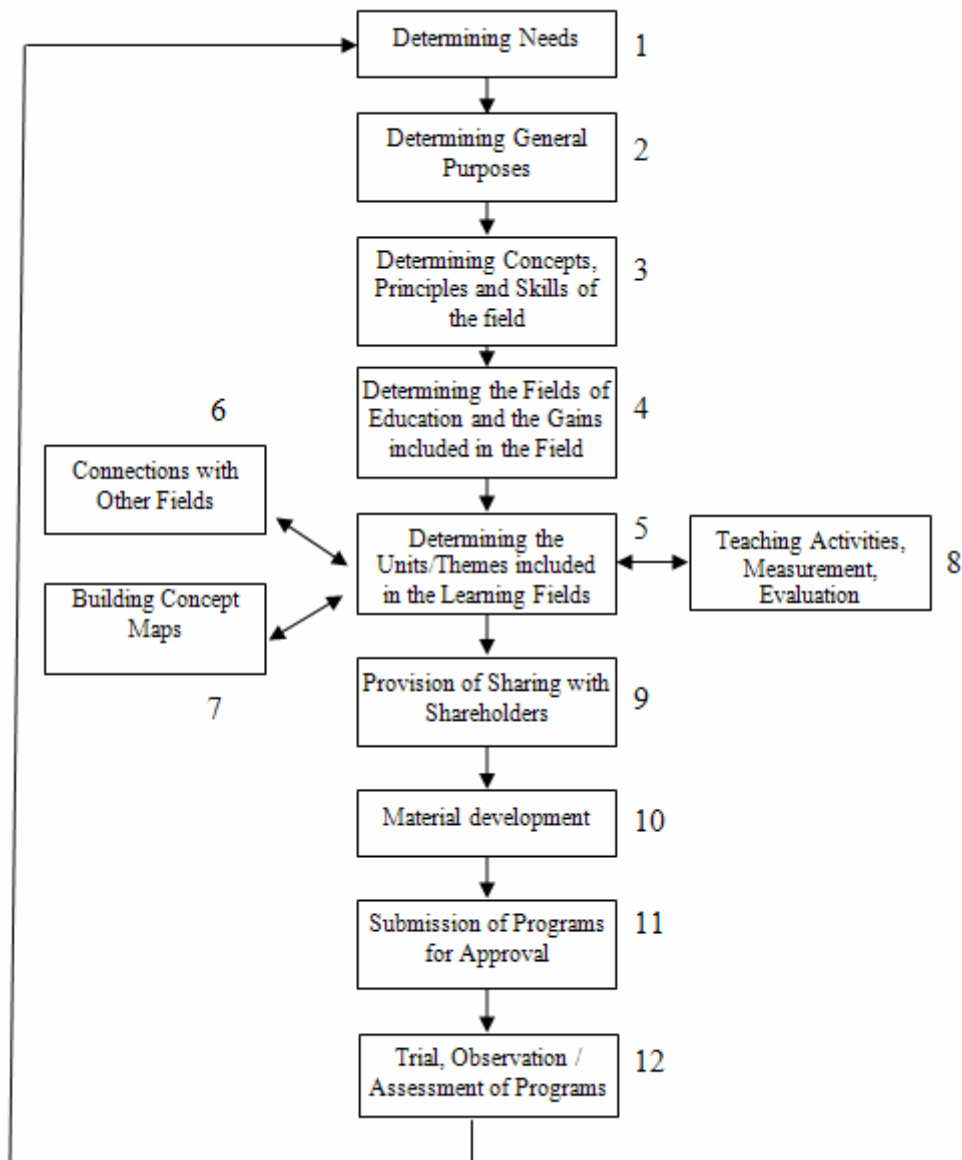 Determining Needs
1
Determining General
Purposes
2
Determining Concepts,
Principles and Skills of
the field
3
Determining the Fields of
Education and the Gains
included in the Field
4
6
Connections with
Other Fields
Determining the
Units/Themes included
in the Learning Fields
5
Teaching Activities,
Measurement,
Evaluation
8
Building Concept
Maps
7
Provision of Sharing with
Shareholders
9
Material development
10
Submission of Programs
for Approval
11
Trial, Observation /
Assessment of Programs
12